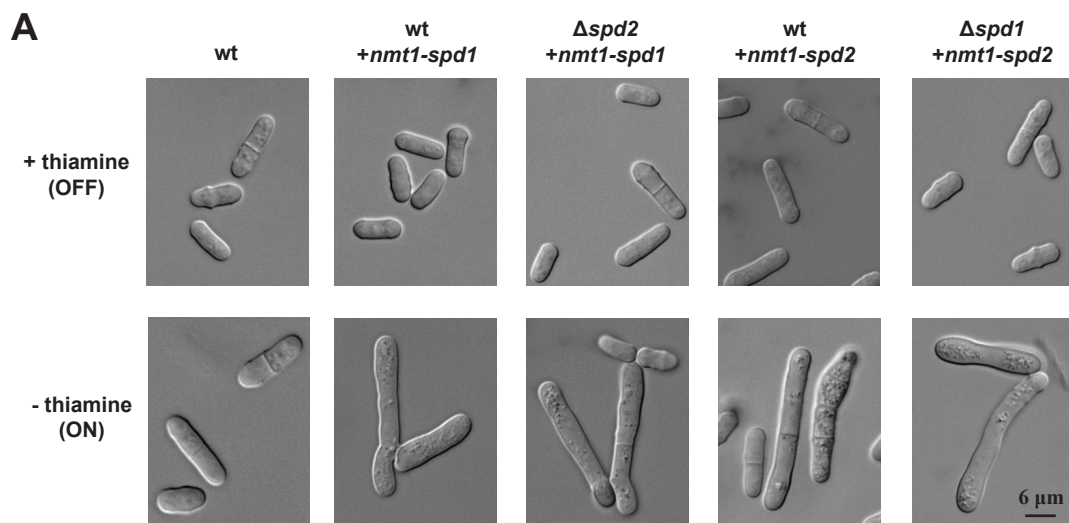 A
wt
wt
+nmt1-spd1
Δspd2
+nmt1-spd1
wt
+nmt1-spd2
Δspd1
+nmt1-spd2
+ thiamine
(OFF)
- thiamine
(ON)
6 μm